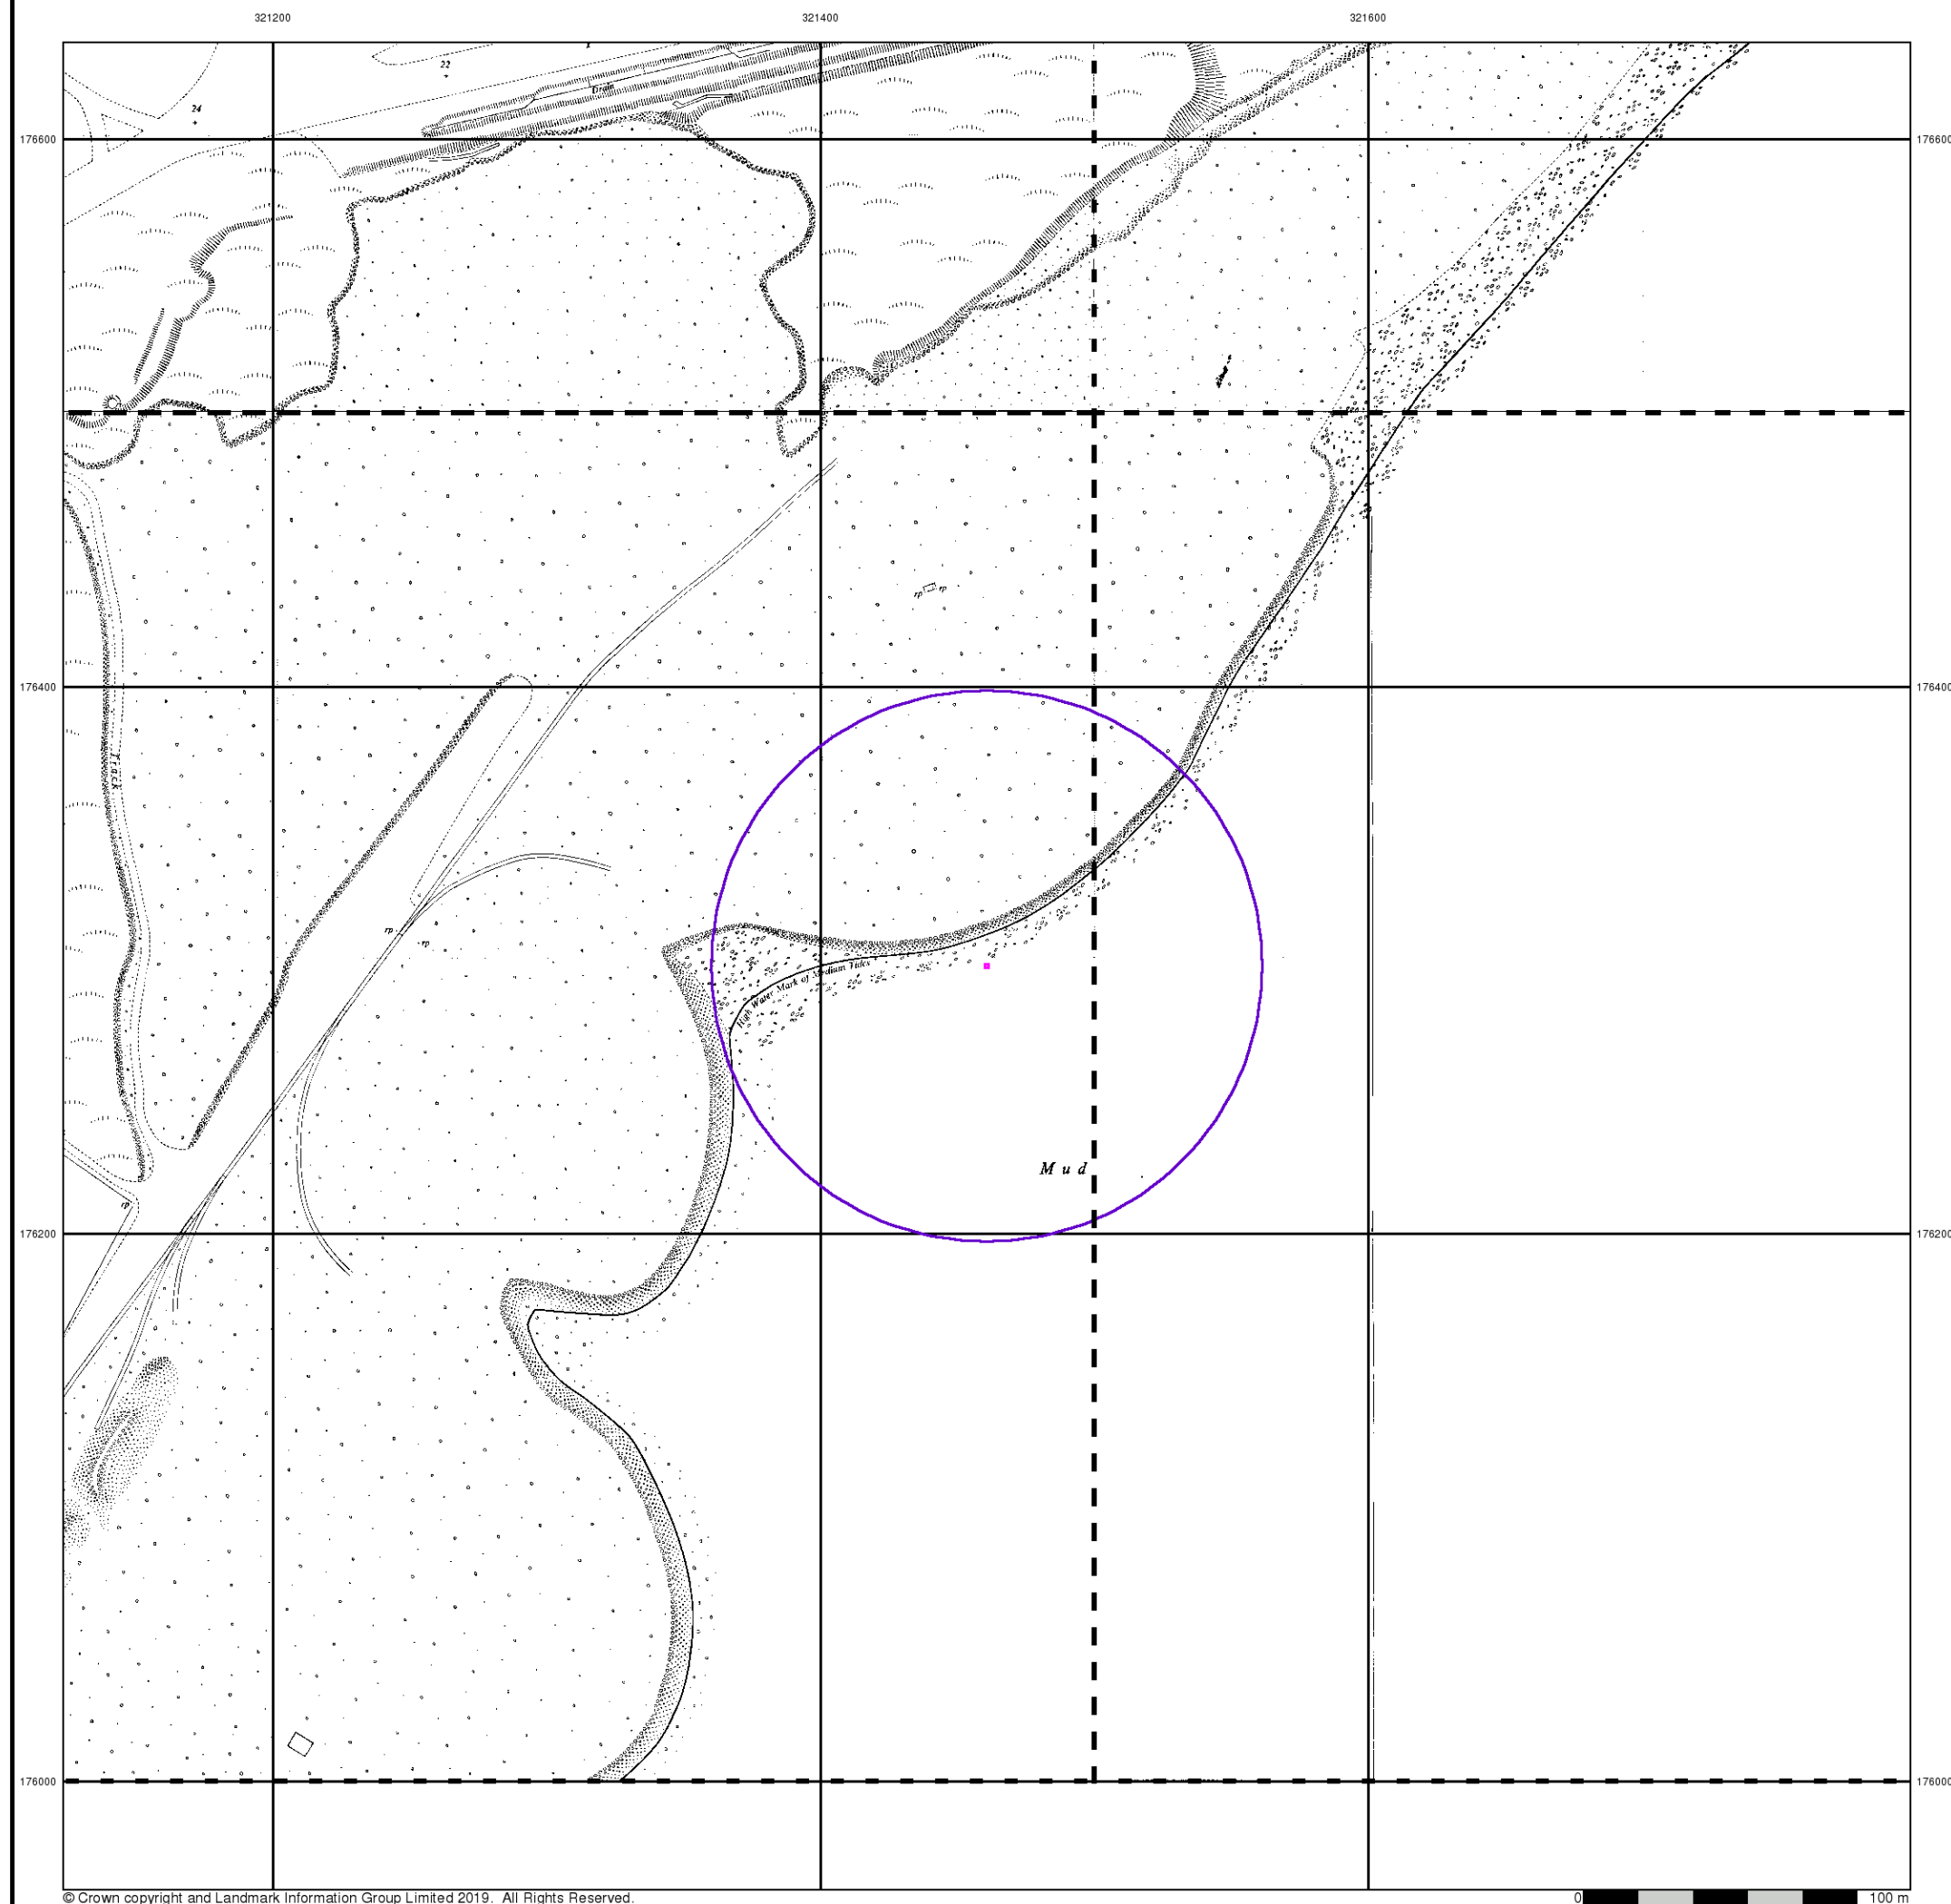 321200
321400
321600
22
Drain
24
176600
176600
rp
rp
176400
176400
Track
rp
rp
High Water Mark of Medium Tides
Mud
176200
176200
176000
176000
© Crown copyright and Landmark Information Group Limited 2019. All Rights Reserved.
0
100 m